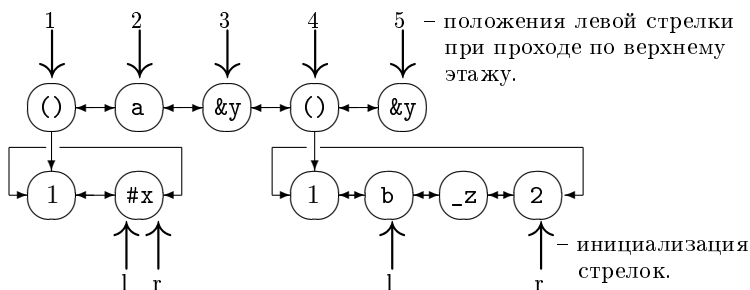 1 2 3 4 5 – положения левой стрелки
при проходе по верхнему
этажу.
() a &y () &y
1 #x 1 b _z 2
– инициализация
стрелок.
l r l r